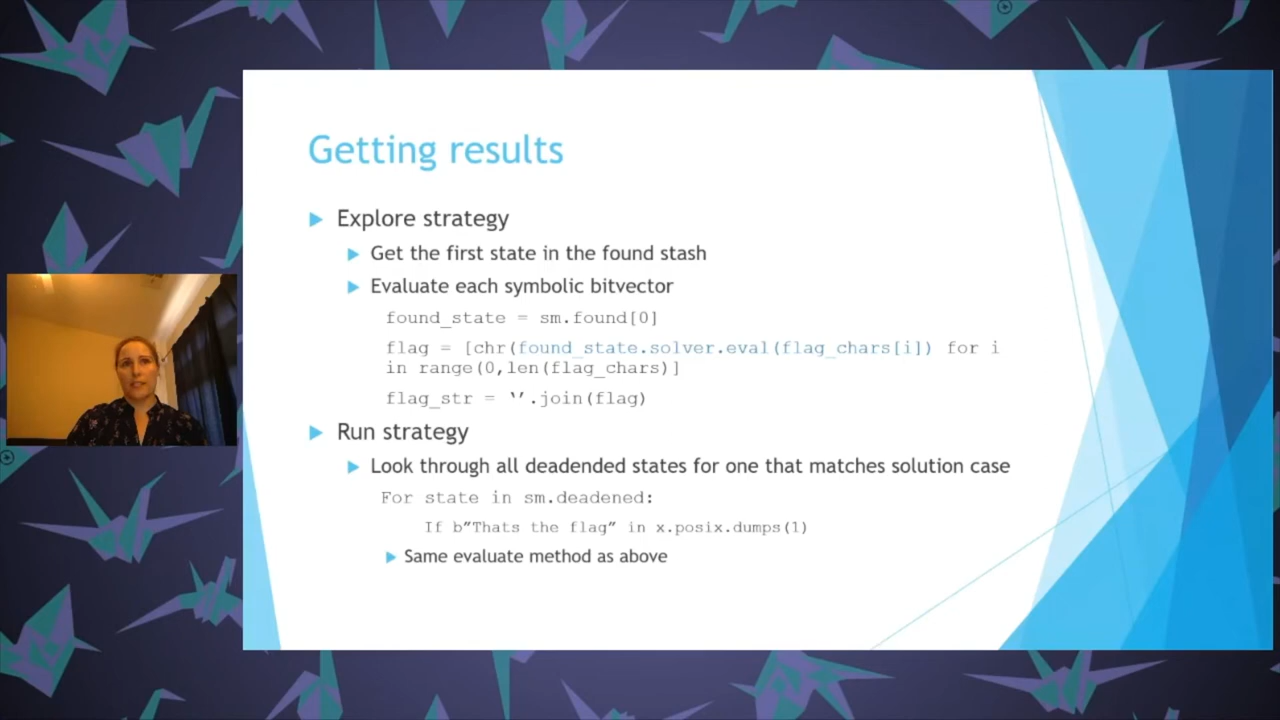 Getting results
Explore strategy
Get the first state in the found stash
Evaluate each symbolic bitvector
found_state = sm.found[0]
flag = [chr(found_state.solver.eval(flag_chars[i]) for i
in range(0,len(flag_chars)]
flag_str = ‘’.join(flag)
Run strategy
Look through all deadended states for one that matches solution case
For state in sm.deadened:
If b”Thats the flag” in x.posix.dumps(1)
Same evaluate method as above